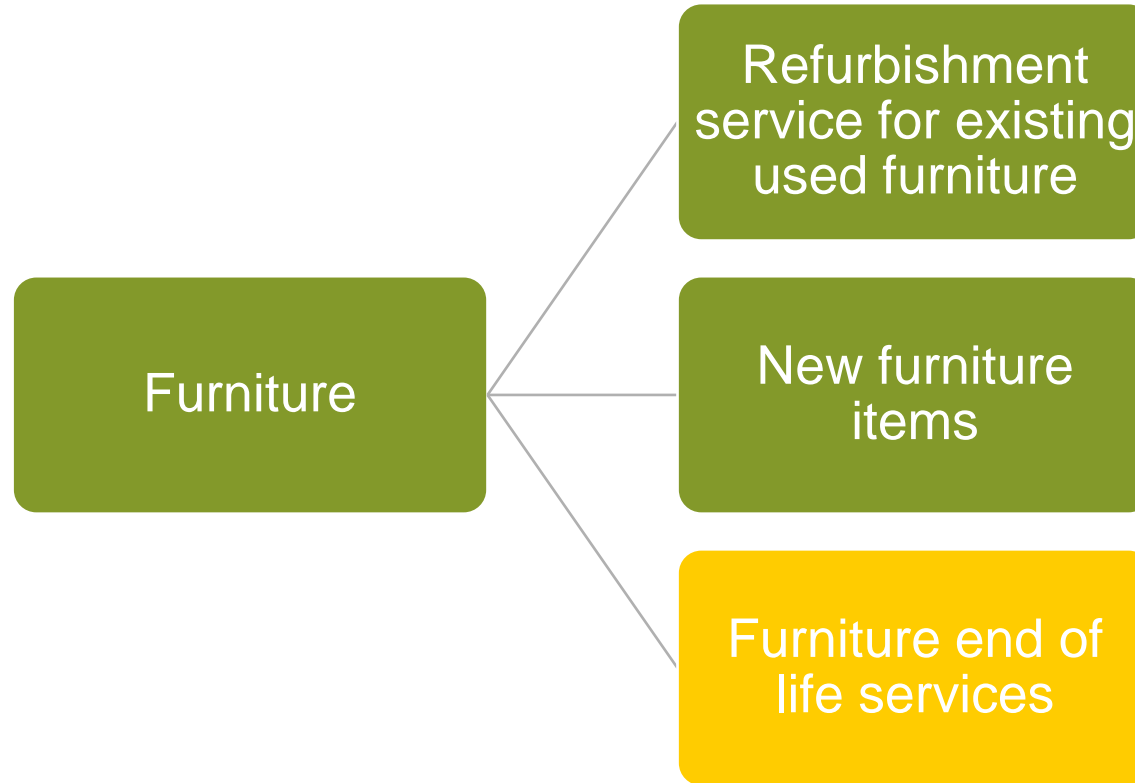 Refurbishment
service for existing
used furniture
Furniture
New furniture
items
Furniture end of
life services